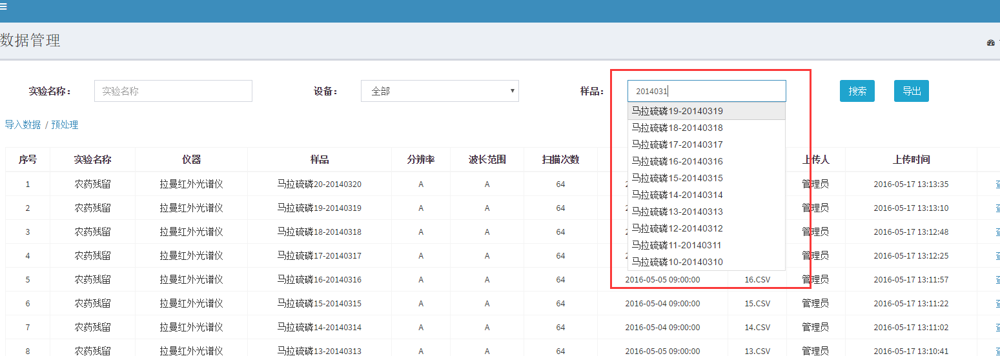 数据管理
实验名称： 实验名称 设备： 全部 样品： 2014031 搜索 导出
马拉硫磷19-20140319
马拉硫磷18-20140318
马拉硫磷17-20140317
马拉硫磷16-20140316
马拉硫磷15-20140315
马拉硫磷14-20140314
马拉硫磷13-20140313
马拉硫磷12-20140312
马拉硫磷11-20140311
马拉硫磷10-20140310
导入数据 / 预处理
序号 实验名称 仪器 样品 分辨率 波长范围 扫描次数 上传人 上传时间
1 农药残留 拉曼红外光谱仪 马拉硫磷20-20140320 A A 64 管理员 2016-05-17 13:13:35
2 农药残留 拉曼红外光谱仪 马拉硫磷19-20140319 A A 64 管理员 2016-05-17 13:13:10
3 农药残留 拉曼红外光谱仪 马拉硫磷18-20140318 A A 64 管理员 2016-05-17 13:12:48
4 农药残留 拉曼红外光谱仪 马拉硫磷17-20140317 A A 64 管理员 2016-05-17 13:12:25
5 农药残留 拉曼红外光谱仪 马拉硫磷16-20140316 A A 64 2016-05-05 09:00:00 16.CSV 管理员 2016-05-17 13:11:57
6 农药残留 拉曼红外光谱仪 马拉硫磷15-20140315 A A 64 2016-05-04 09:00:00 15.CSV 管理员 2016-05-17 13:11:22
7 农药残留 拉曼红外光谱仪 马拉硫磷14-20140314 A A 64 2016-05-04 09:00:00 14.CSV 管理员 2016-05-17 13:11:02
8 农药残留 拉曼红外光谱仪 马拉硫磷13-20140313 A A 64 2016-05-04 09:00:00 13.CSV 管理员 2016-05-17 13:10:41